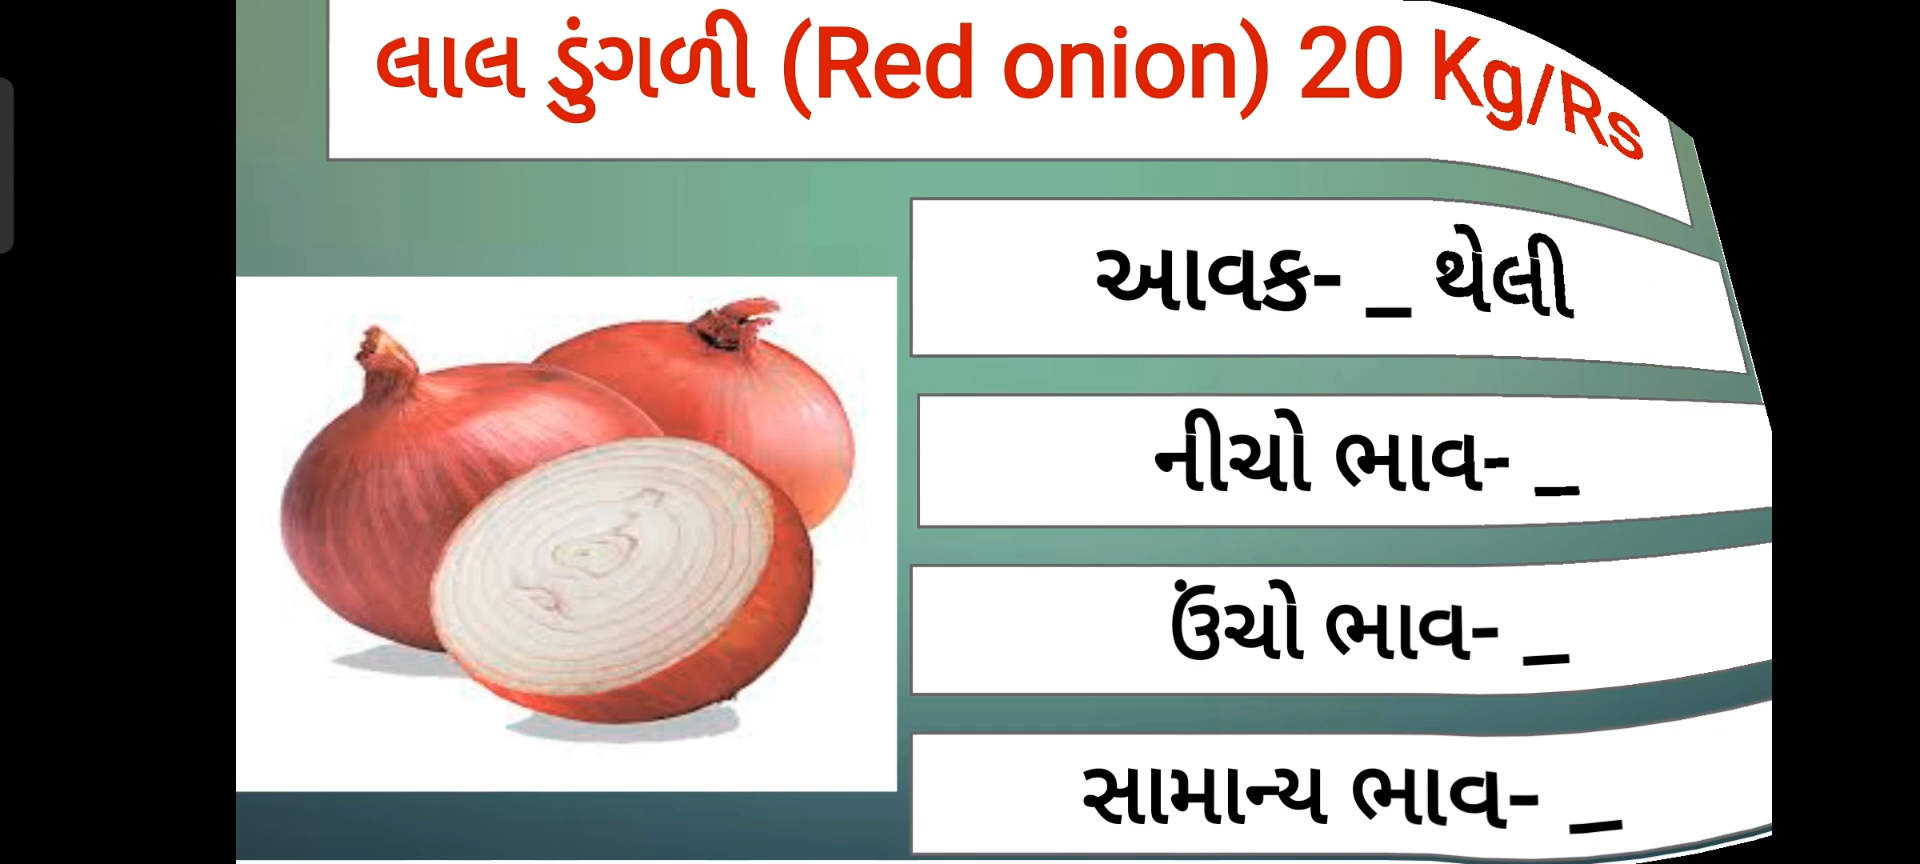 લાલ ડુંગળી (Red onion) 20 Kg/Rs
આવક- _ થેલી
નીચો ભાવ- _
ઉંચો ભાવ- _
સામાન્ય ભાવ- _